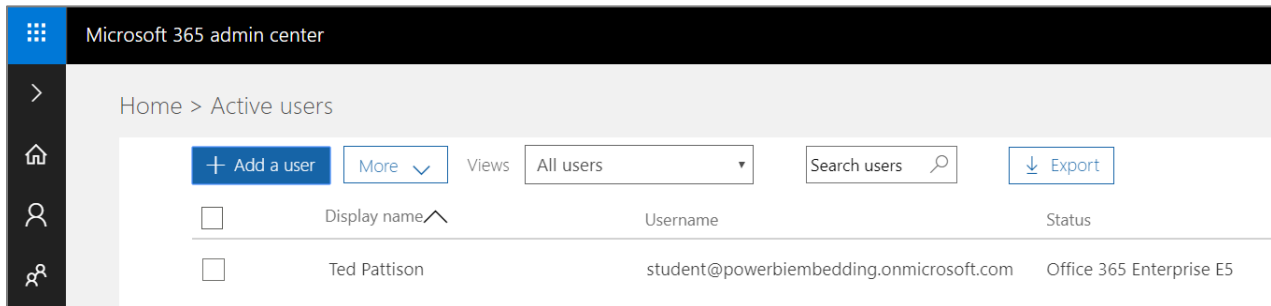 Microsoft 365 admin center
Home > Active users
+ Add a user More Views All users Search users Export
Display name Username Status
Ted Pattison student@powerbiembedding.onmicrosoft.com Office 365 Enterprise E5